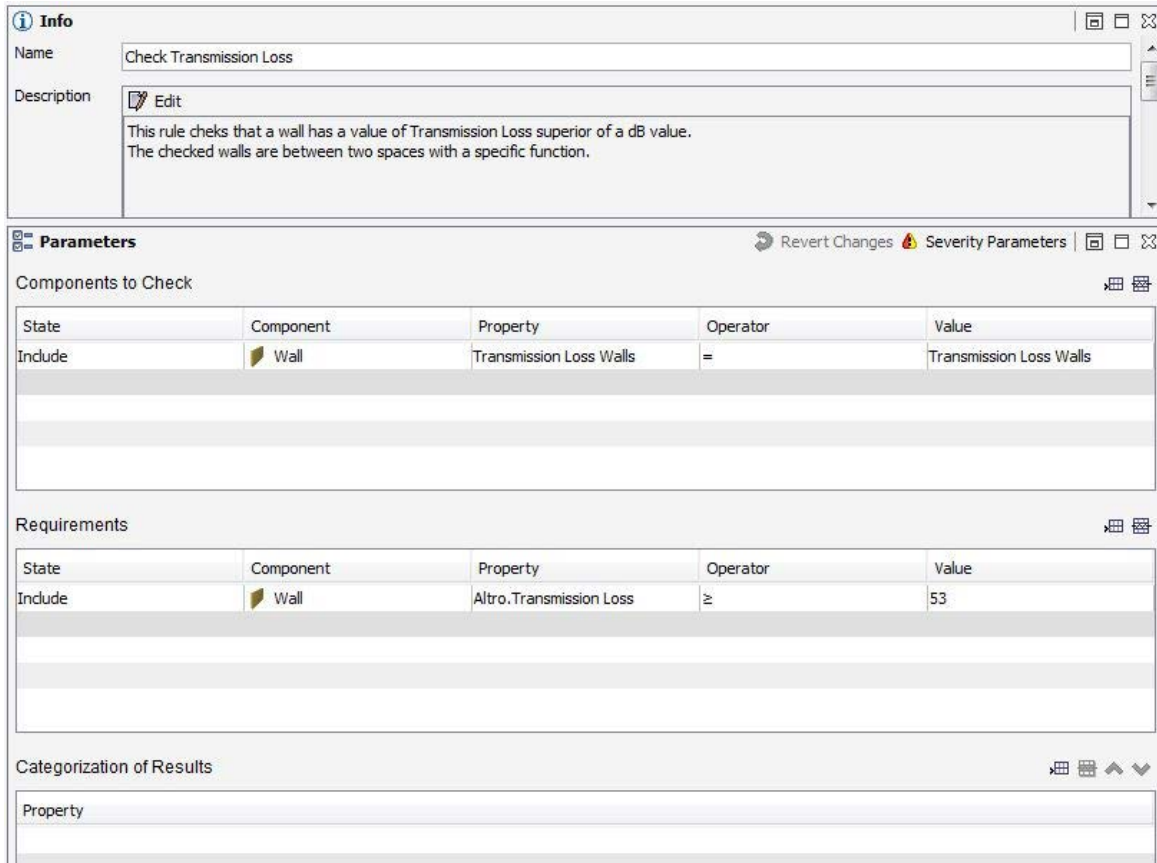 Info
Name Check Transmission Loss
Description Edit
This rule cheks that a wall has a value of Transmission Loss superior of a dB value.
The checked walls are between two spaces with a specific function.
Parameters Revert Changes Severity Parameters
Components to Check
State Component Property Operator Value
Include Wall Transmission Loss Walls = Transmission Loss Walls
Requirements
State Component Property Operator Value
Include Wall Altro.Transmission Loss ≥ 53
Categorization of Results
Property